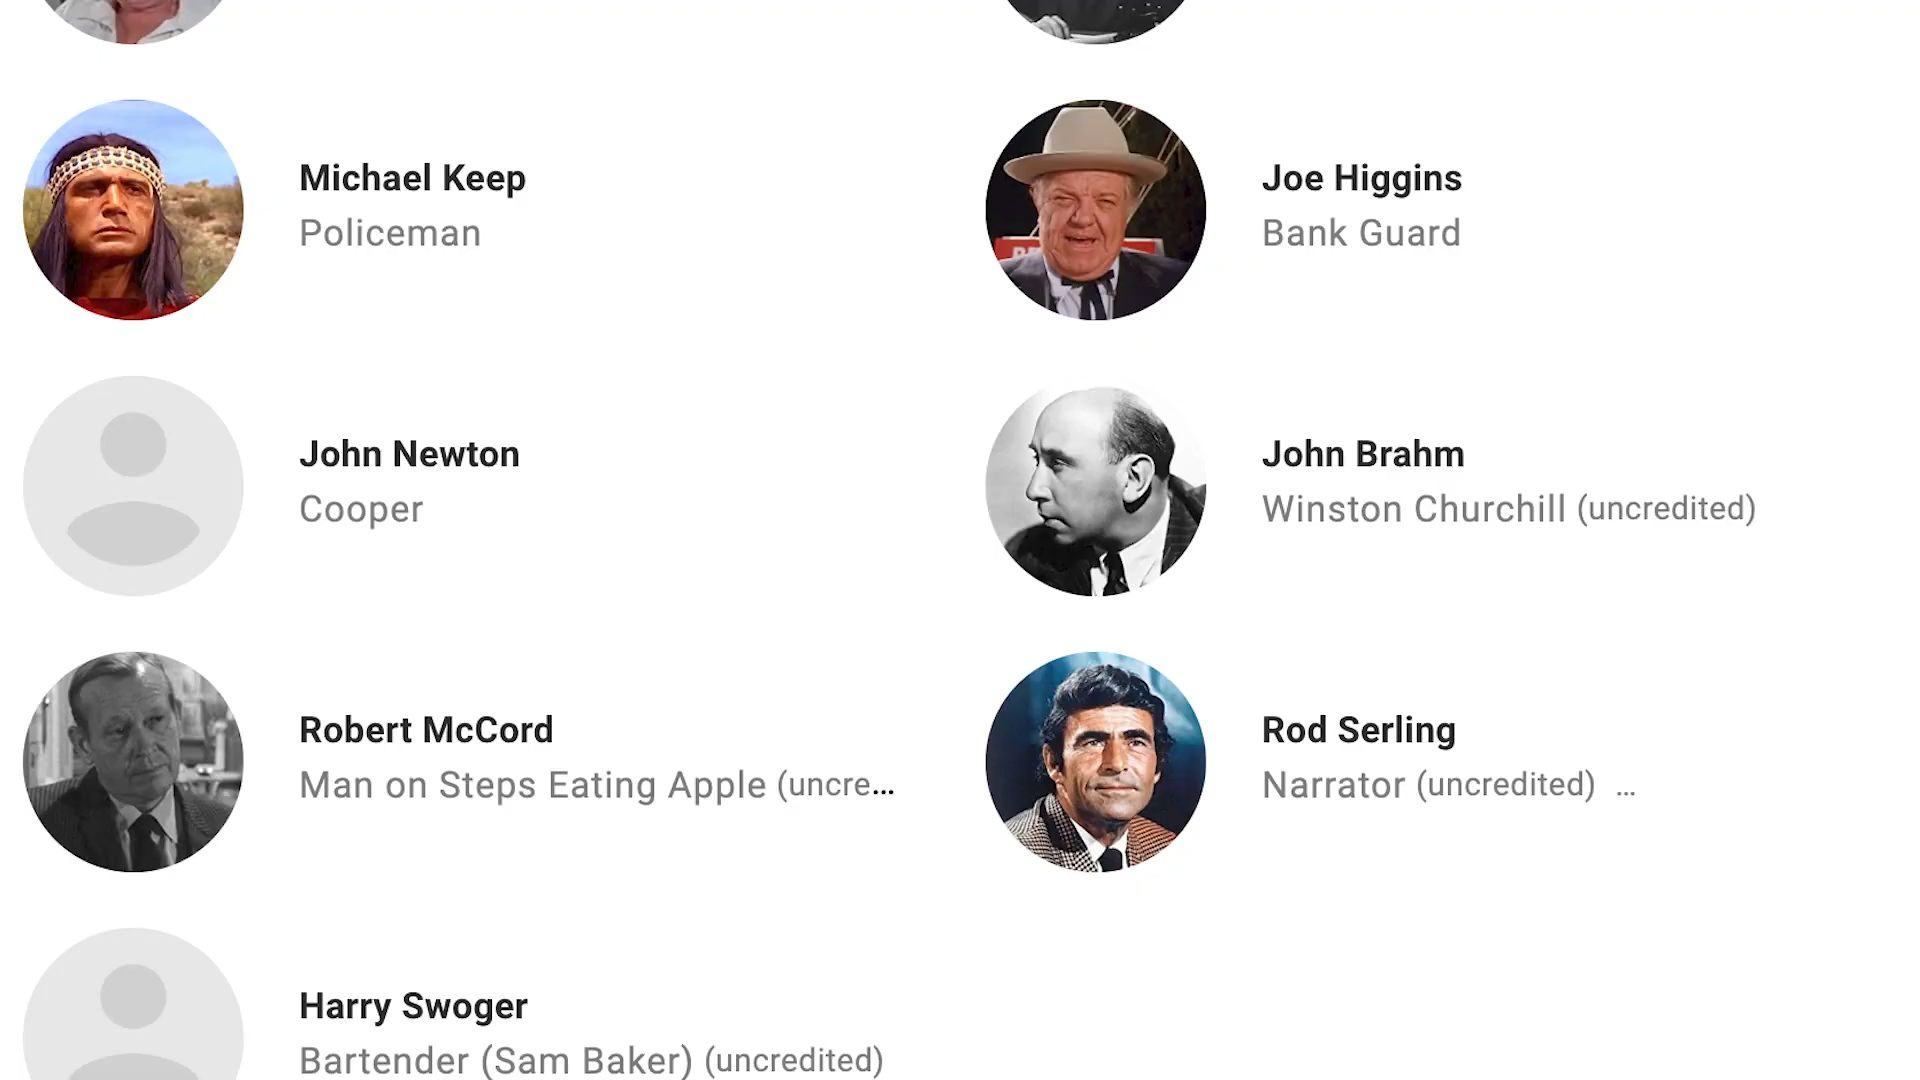 Michael Keep
Policeman
Joe Higgins
Bank Guard
John Newton
Cooper
John Brahm
Winston Churchill (uncredited)
Robert McCord
Man on Steps Eating Apple (uncre...
Rod Serling
Narrator (uncredited) ...
Harry Swoger
Bartender (Sam Baker) (uncredited)